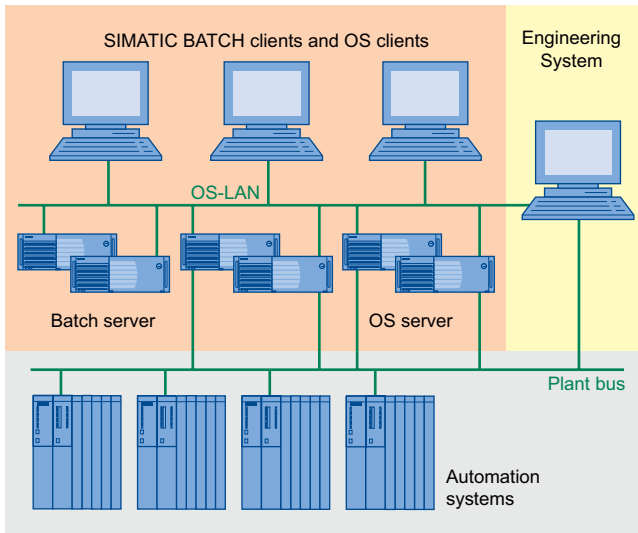 SIMATIC BATCH clients and OS clients
Engineering
System
OS-LAN
Batch server
OS server
Plant bus
Automation
systems